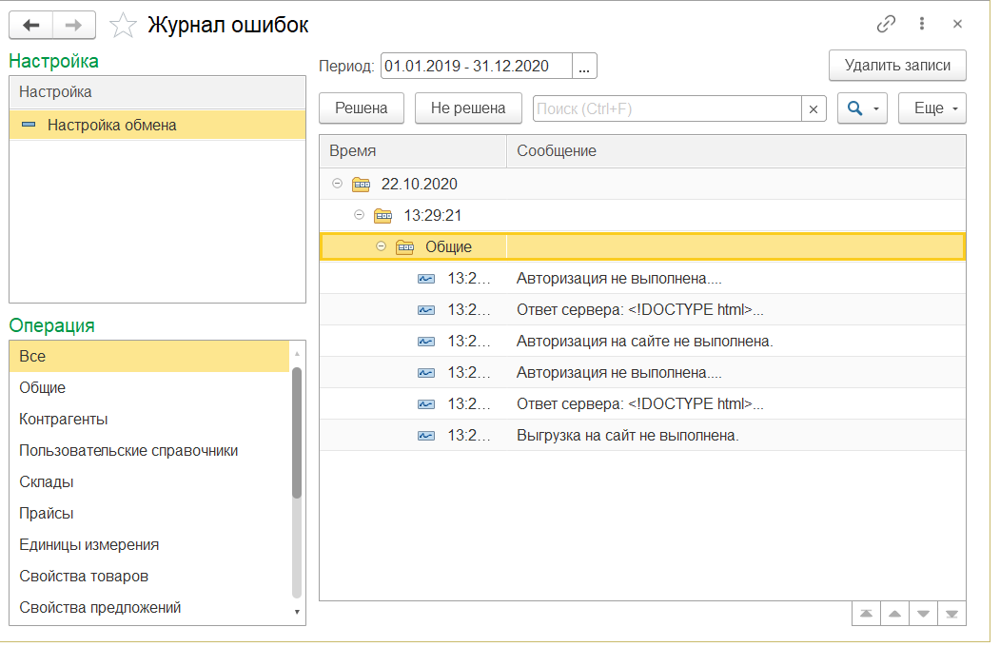 Журнал ошибок
Настройка
Настройка
Настройка обмена
Операция
Все
Общие
Контрагенты
Пользовательские справочники
Склады
Прайсы
Единицы измерения
Свойства товаров
Свойства предложений
Период: 01.01.2019 - 31.12.2020 ... Удалить записи
Решена Не решена Поиск (Ctrl+F) × Еще
Время Сообщение
22.10.2020
13:29:21
Общие
13:2... Авторизация не выполнена....
13:2... Ответ сервера: <!DOCTYPE html>...
13:2... Авторизация на сайте не выполнена.
13:2... Авторизация не выполнена....
13:2... Ответ сервера: <!DOCTYPE html>...
13:2... Выгрузка на сайт не выполнена.